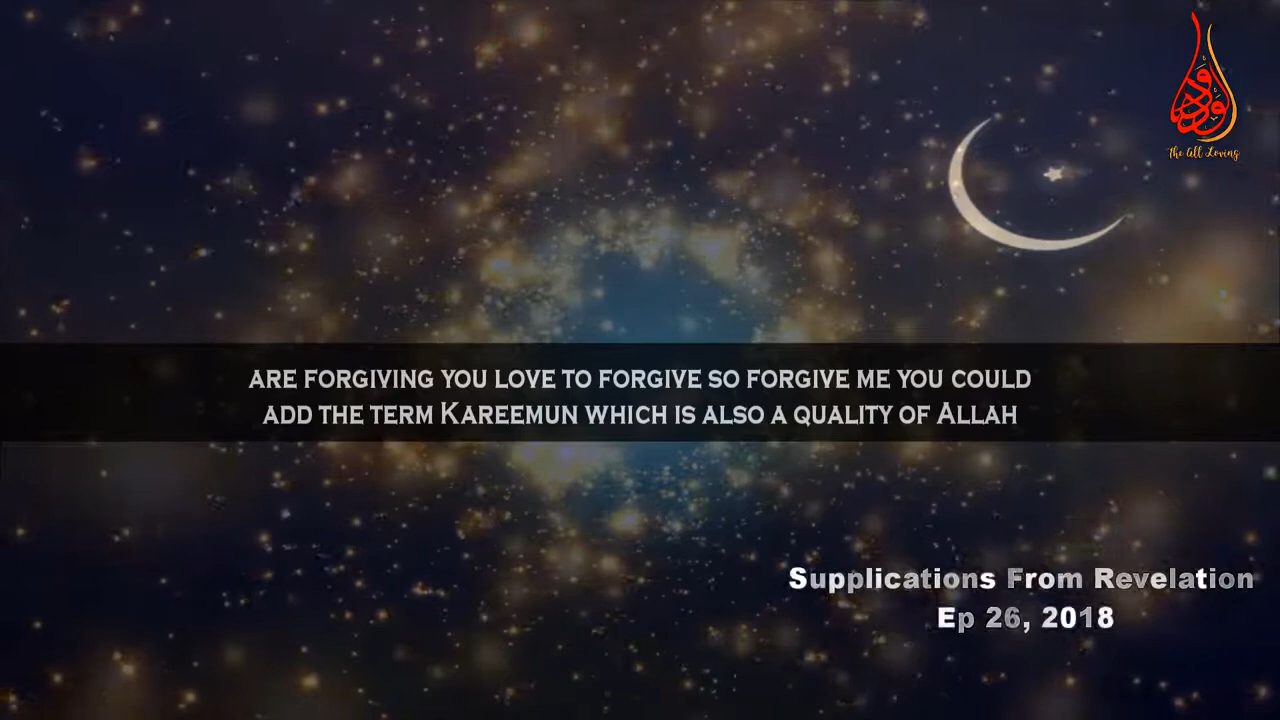 الودود
The All Loving
ARE FORGIVING YOU LOVE TO FORGIVE SO FORGIVE ME YOU COULD
ADD THE TERM KAREEMUN WHICH IS ALSO A QUALITY OF ALLAH
Supplications From Revelation
Ep 26, 2018